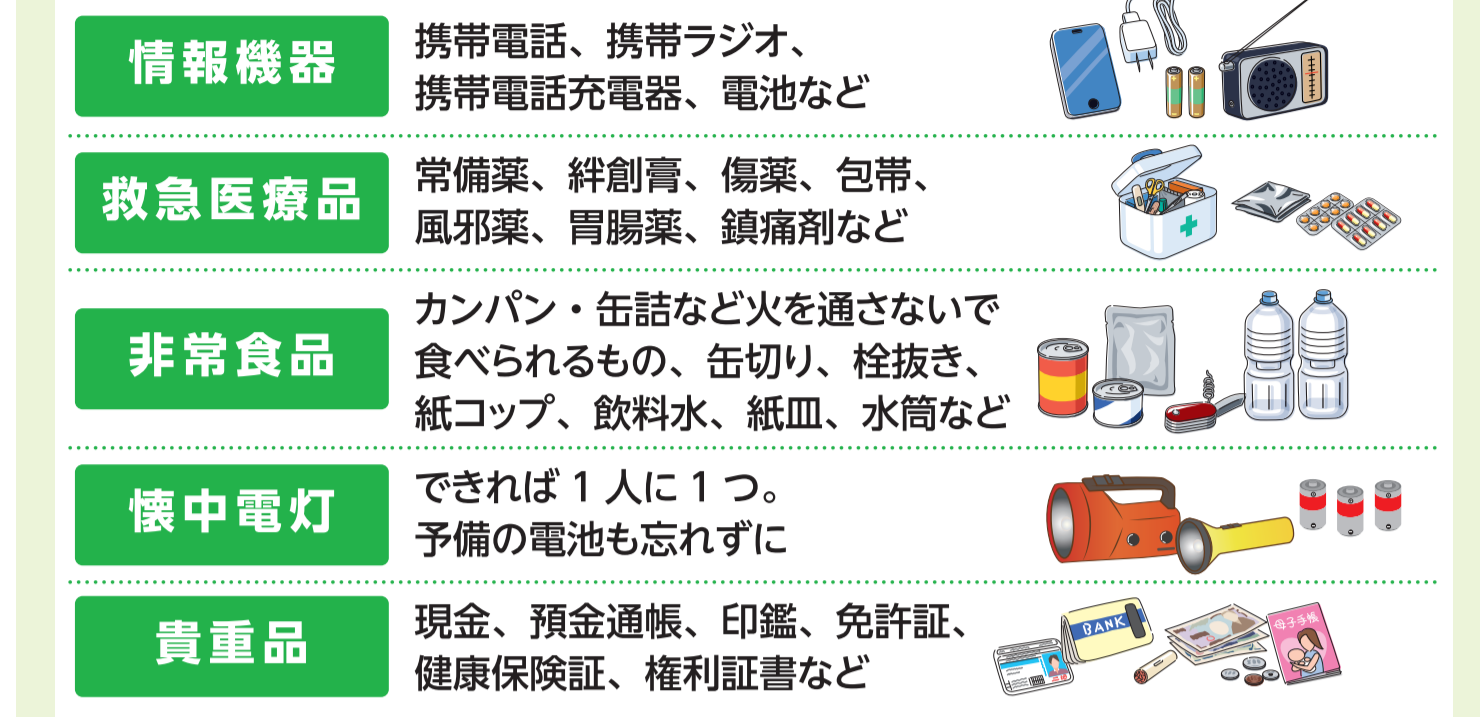 情報機器
携帯電話、携帯ラジオ、
携帯電話充電器、電池など
救急医療品
常備薬、絆創膏、傷薬、包帯、
風邪薬、胃腸薬、鎮痛剤など
非常食品
カンパン・缶詰など火を通さないで
食べられるもの、缶切り、栓抜き、
紙コップ、飲料水、紙皿、水筒など
懐中電灯
できれば 1 人に 1 つ。
予備の電池も忘れずに
貴重品
現金、預金通帳、印鑑、免許証、
健康保険証、権利証書など
BANK
母子手帳